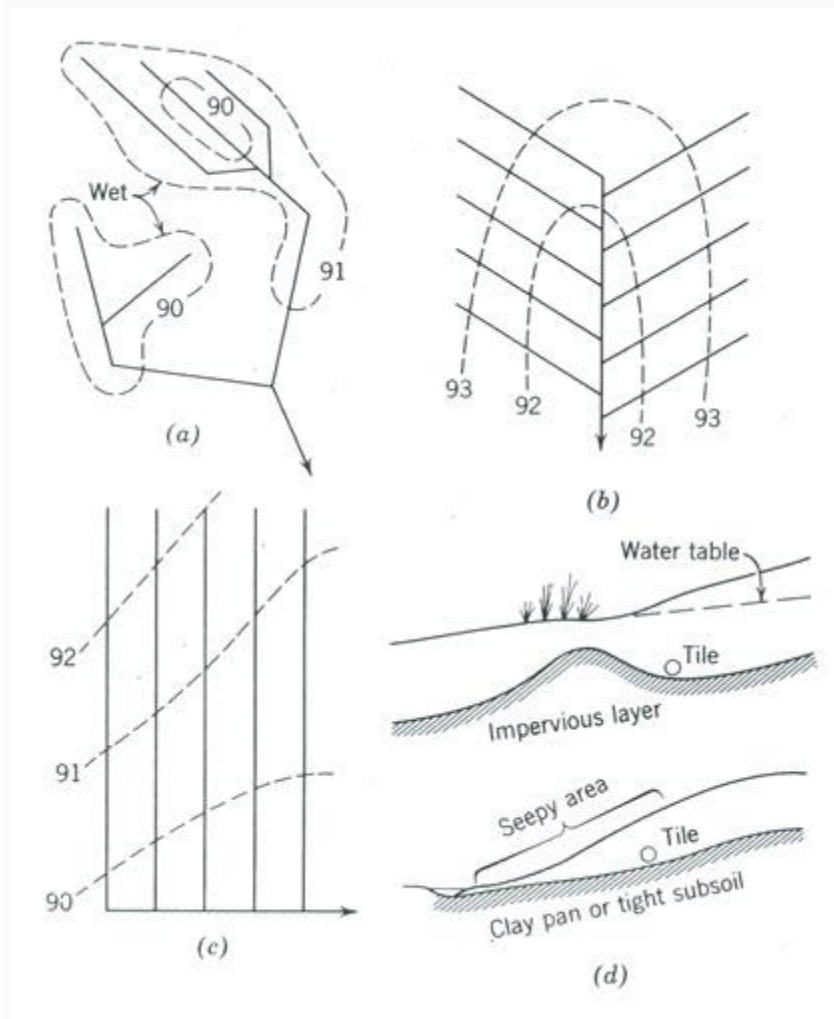 90
Wet
91
90
(a)
93
92
92
93
(b)
92
91
90
(c)
Water table
Tile
Impervious layer
Seepy area
Tile
Clay pan or tight subsoil
(d)